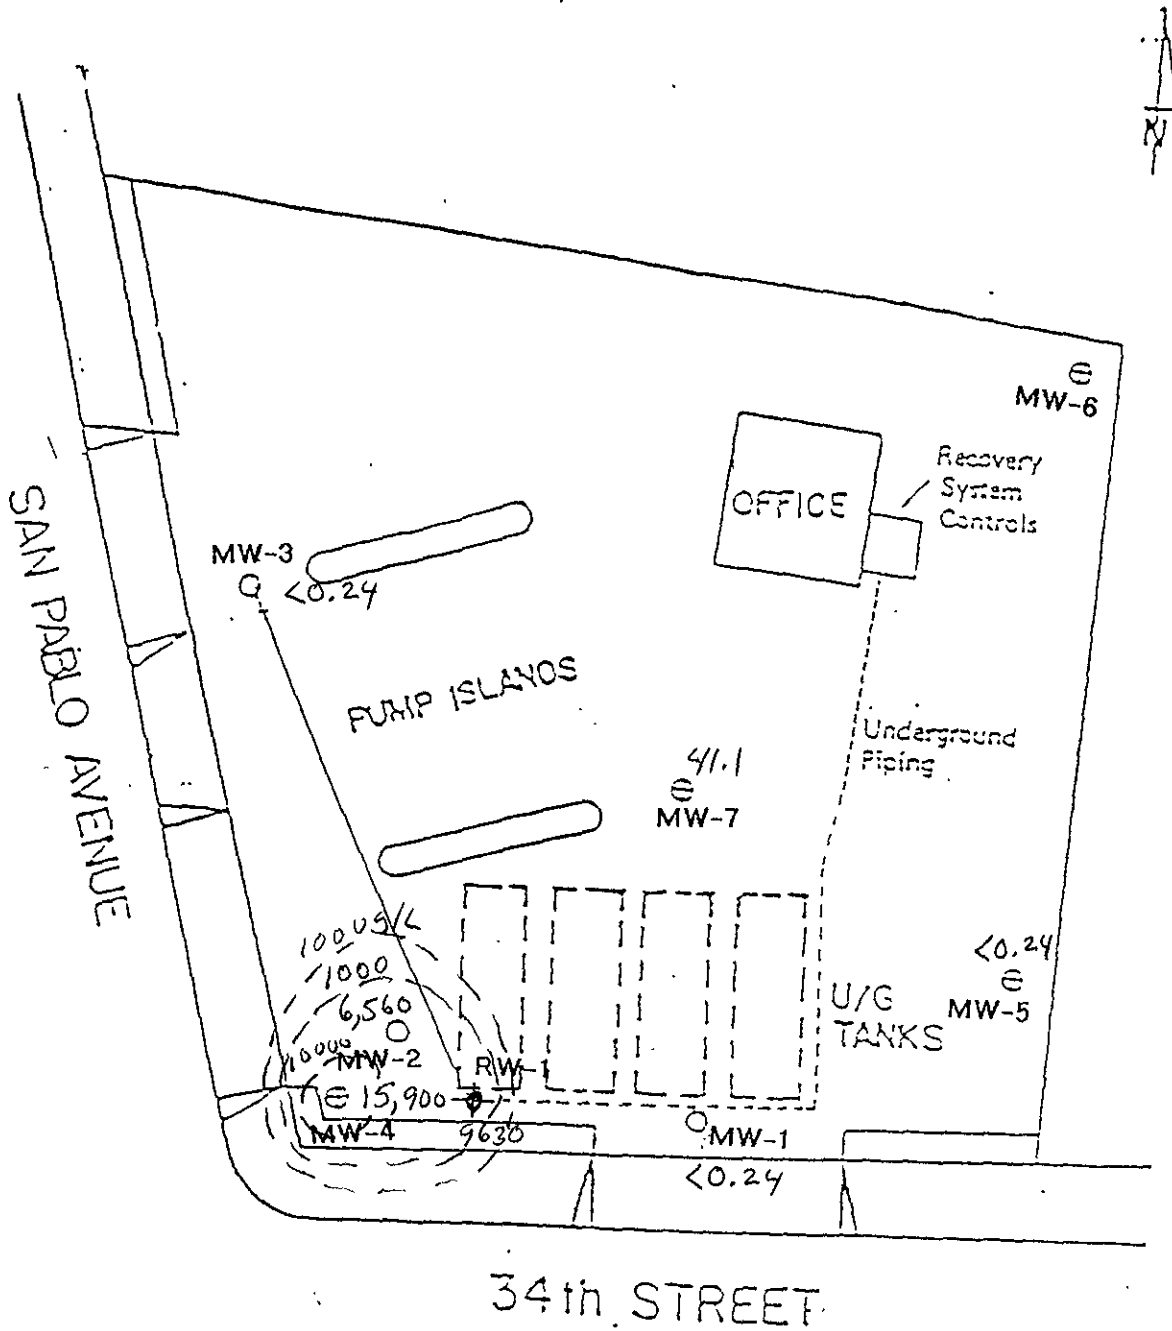 N
MW-6
OFFICE
Recovery
System
Controls
SAN PABLO AVENUE
MW-3
<0.24
PUMP ISLANDS
Underground
Piping
41.1
MW-7
100 UG/L
1000
6,560
10000
MW-2
RW-1
15,900
MW-4
9630
U/G
TANKS
<0.24
MW-5
MW-1
<0.24
34th STREET